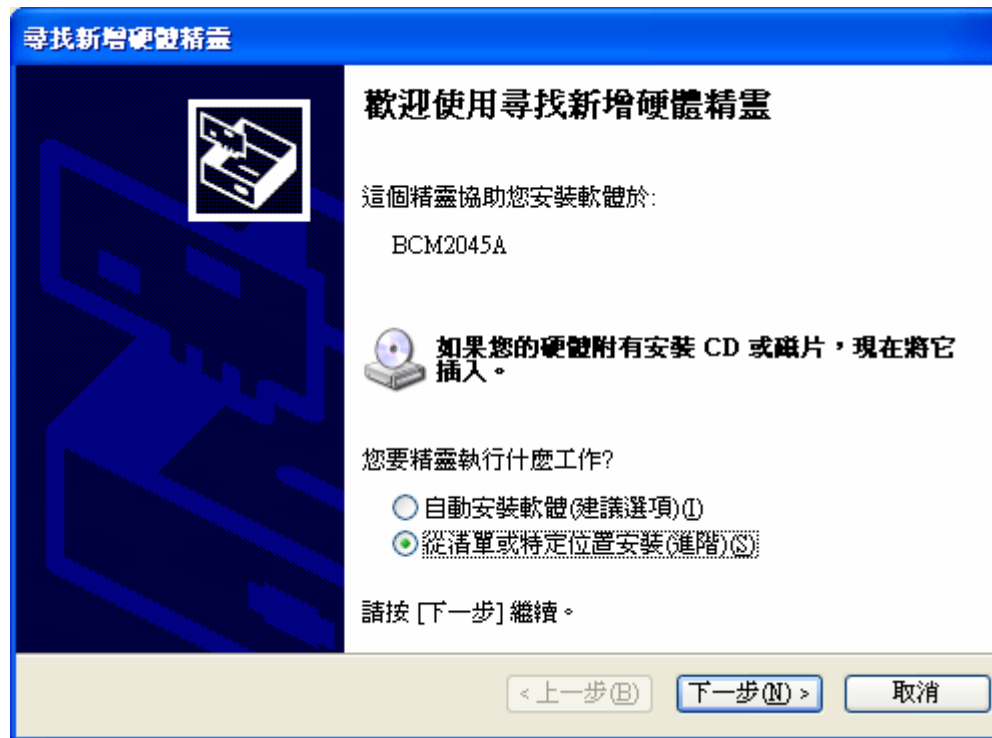 尋找新增硬體精靈
歡迎使用尋找新增硬體精靈
這個精靈協助您安裝軟體於:
BCM2045A
如果您的硬體附有安裝 CD 或磁片，現在將它
插入。
您要精靈執行什麼工作?
自動安裝軟體(建議選項)(I)
從清單或特定位置安裝(進階)(S)
請按 [下一步] 繼續。
< 上一步(B)
下一步(N) >
取消